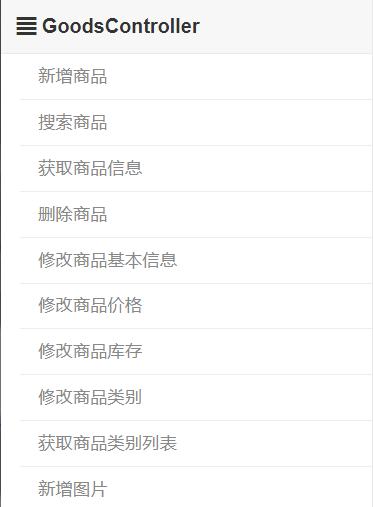 GoodsController
新增商品
搜索商品
获取商品信息
删除商品
修改商品基本信息
修改商品价格
修改商品库存
修改商品类别
获取商品类别列表
新增图片